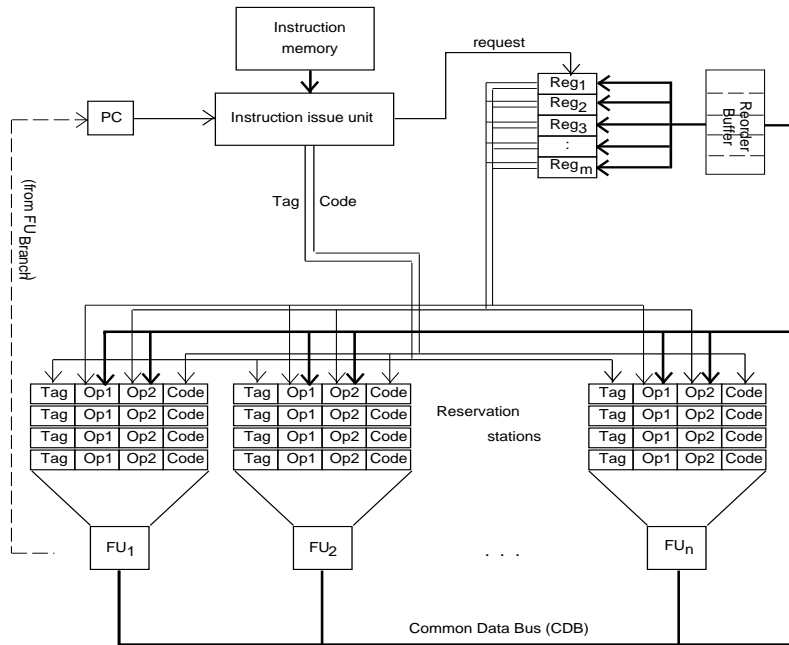 Instruction
memory
request
PC
Instruction issue unit
Reg1
Reg2
Reg3
:
Regm
Reorder
Buffer
Tag Code
(from FU Branch)
Tag Op1 Op2 Code Tag Op1 Op2 Code Tag Op1 Op2 Code
Tag Op1 Op2 Code Tag Op1 Op2 Code Tag Op1 Op2 Code
Tag Op1 Op2 Code Tag Op1 Op2 Code Tag Op1 Op2 Code
Tag Op1 Op2 Code Tag Op1 Op2 Code Tag Op1 Op2 Code
Reservation
stations
FU1 FU2 . . . FUn
Common Data Bus (CDB)